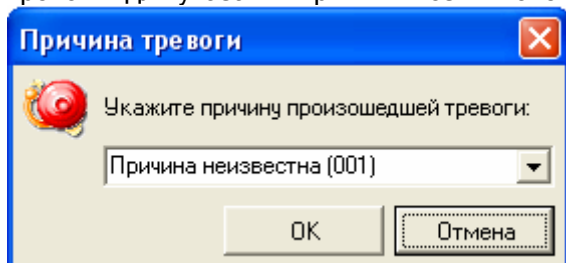 Причина тревоги
Укажите причину произошедшей тревоги:
Причина неизвестна (001)
OK
Отмена